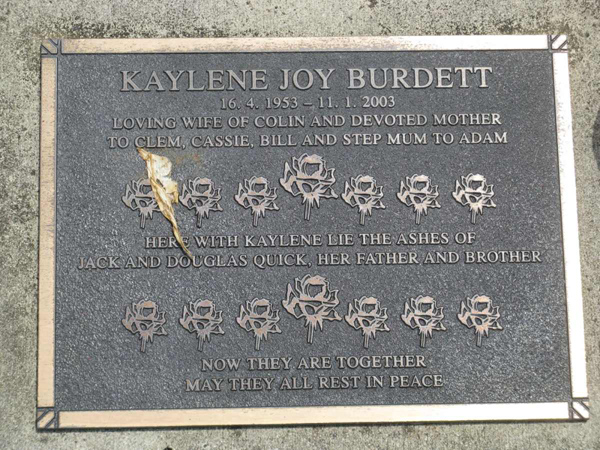 KAYLENE JOY BURDETT
16. 4. 1953 – 11. 1. 2003
LOVING WIFE OF COLIN AND DEVOTED MOTHER
TO CLEM, CASSIE, BILL AND STEP MUM TO ADAM
HERE WITH KAYLENE LIE THE ASHES OF
JACK AND DOUGLAS QUICK, HER FATHER AND BROTHER
NOW THEY ARE TOGETHER
MAY THEY ALL REST IN PEACE